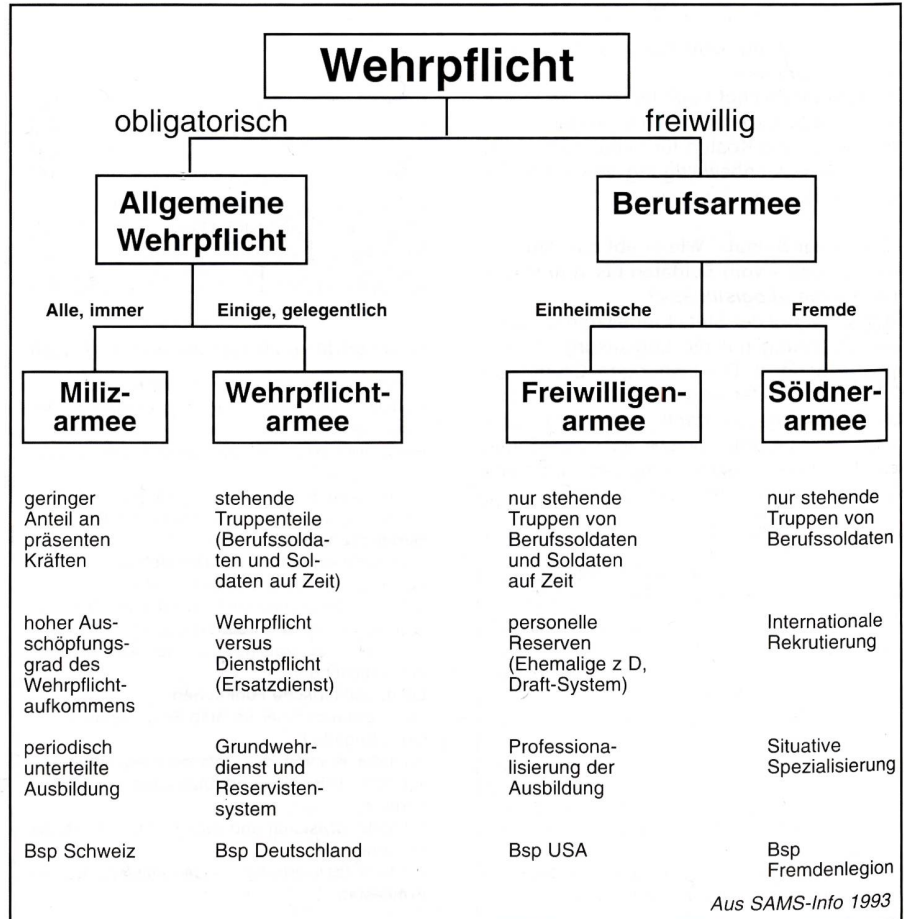 Wehrpflicht
obligatorisch
freiwillig
Allgemeine
Wehrpflicht
Berufsarmee
Alle, immer
Einige, gelegentlich
Einheimische
Fremde
Miliz-
armee
Wehrpflicht-
armee
Freiwilligen-
armee
Söldner-
armee
geringer
Anteil an
präsenten
Kräften
stehende
Truppenteile
(Berufssolda-
ten und Sol-
daten auf Zeit)
nur stehende
Truppen von
Berufssoldaten
und Soldaten
auf Zeit
nur stehende
Truppen von
Berufssoldaten
hoher Aus-
schöpfungs-
grad des
Wehrpflicht-
aufkommens
Wehrpflicht
versus
Dienstpflicht
(Ersatzdienst)
personelle
Reserven
(Ehemalige z D,
Draft-System)
Internationale
Rekrutierung
periodisch
unterteilte
Ausbildung
Grundwehr-
dienst und
Reservisten-
system
Professiona-
lisierung der
Ausbildung
Situative
Spezialisierung
Bsp Schweiz
Bsp Deutschland
Bsp USA
Bsp
Fremdenlegion
Aus SAMS-Info 1993